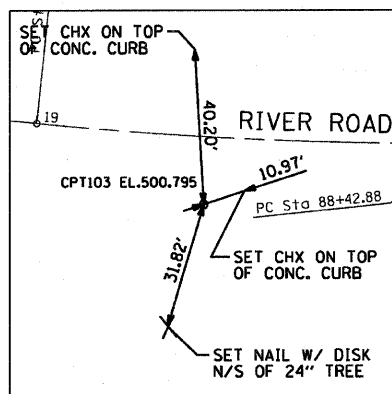 SET CHX ON TOP
OF CONC. CURB
19
40.20'
RIVER ROAD
10.97'
CPT103 EL.500.795
PC Sta 88+42.88
31.82'
SET CHX ON TOP
OF CONC. CURB
SET NAIL W/ DISK
N/S OF 24" TREE